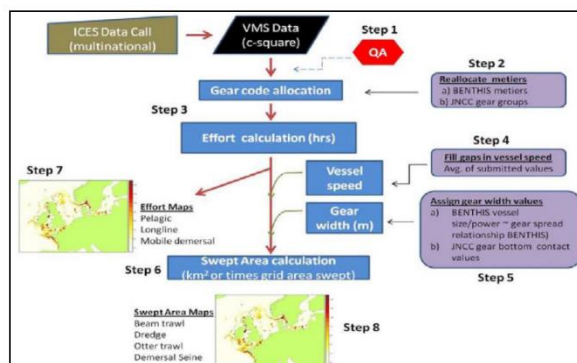 ICES Data Call
(multinational)
VMS Data
(c-square)
Step 1
QA
Step 2
Gear code allocation
Reallocate metiers
a) BENTHIS metiers
b) JNCC gear groups
Step 3
Effort calculation (hrs)
Step 4
Fill gaps in vessel speed
Avg. of submitted values
Step 7
Vessel
speed
Effort Maps
Pelagic
Longline
Mobile demersal
Gear
width (m)
Assign gear width values
a) BENTHIS vessel
size/power ~ gear spread
relationship BENTHIS)
b) JNCC gear bottom contact
values
Step 5
Step 6
Swept Area calculation
(km² or times grid area swept)
Swept Area Maps
Beam trawl
Dredge
Otter trawl
Demersal Seine
Step 8